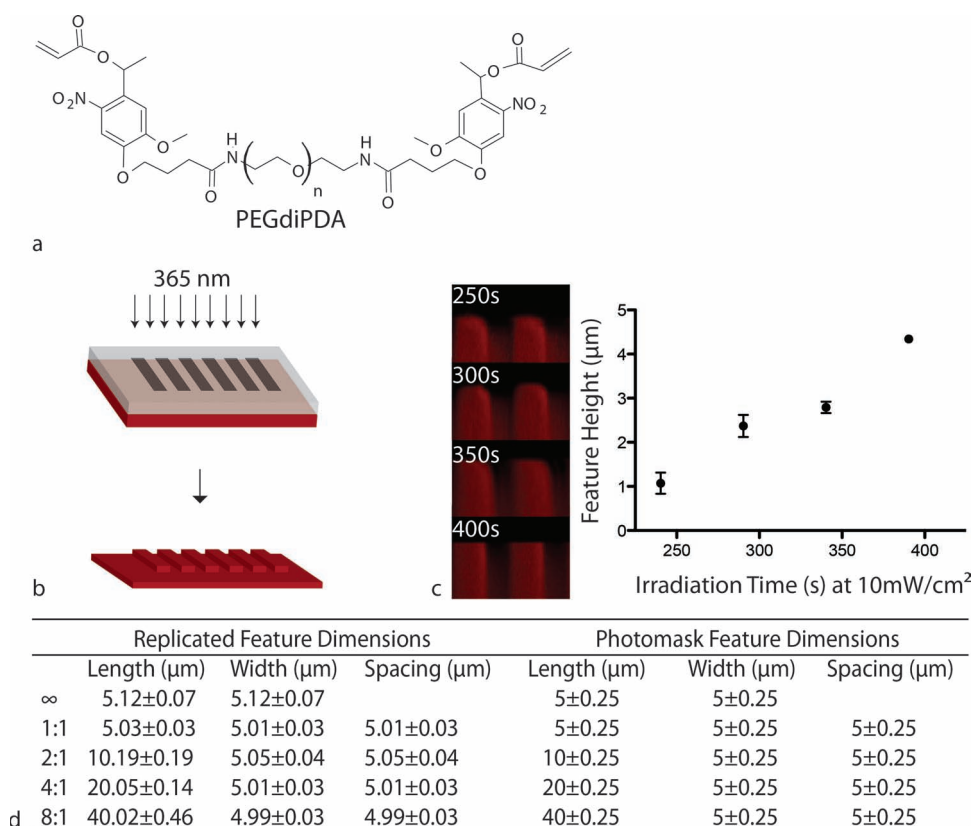 O
O
O
O
O₂N
NO₂
O
O
O
O
H
N
O
n
H
N
O
O
PEGdiPDA
a
365 nm
b
250s
300s
350s
400s
c
Feature Height (μm)
5
4
3
2
1
0
250 300 350 400
Irradiation Time (s) at 10mW/cm²
Replicated Feature Dimensions Photomask Feature Dimensions
Length (μm) Width (μm) Spacing (μm) Length (μm) Width (μm) Spacing (μm)
∞ 5.12±0.07 5.12±0.07 5±0.25 5±0.25
1:1 5.03±0.03 5.01±0.03 5.01±0.03 5±0.25 5±0.25 5±0.25
2:1 10.19±0.19 5.05±0.04 5.05±0.04 10±0.25 5±0.25 5±0.25
4:1 20.05±0.14 5.01±0.03 5.01±0.03 20±0.25 5±0.25 5±0.25
d 8:1 40.02±0.46 4.99±0.03 4.99±0.03 40±0.25 5±0.25 5±0.25